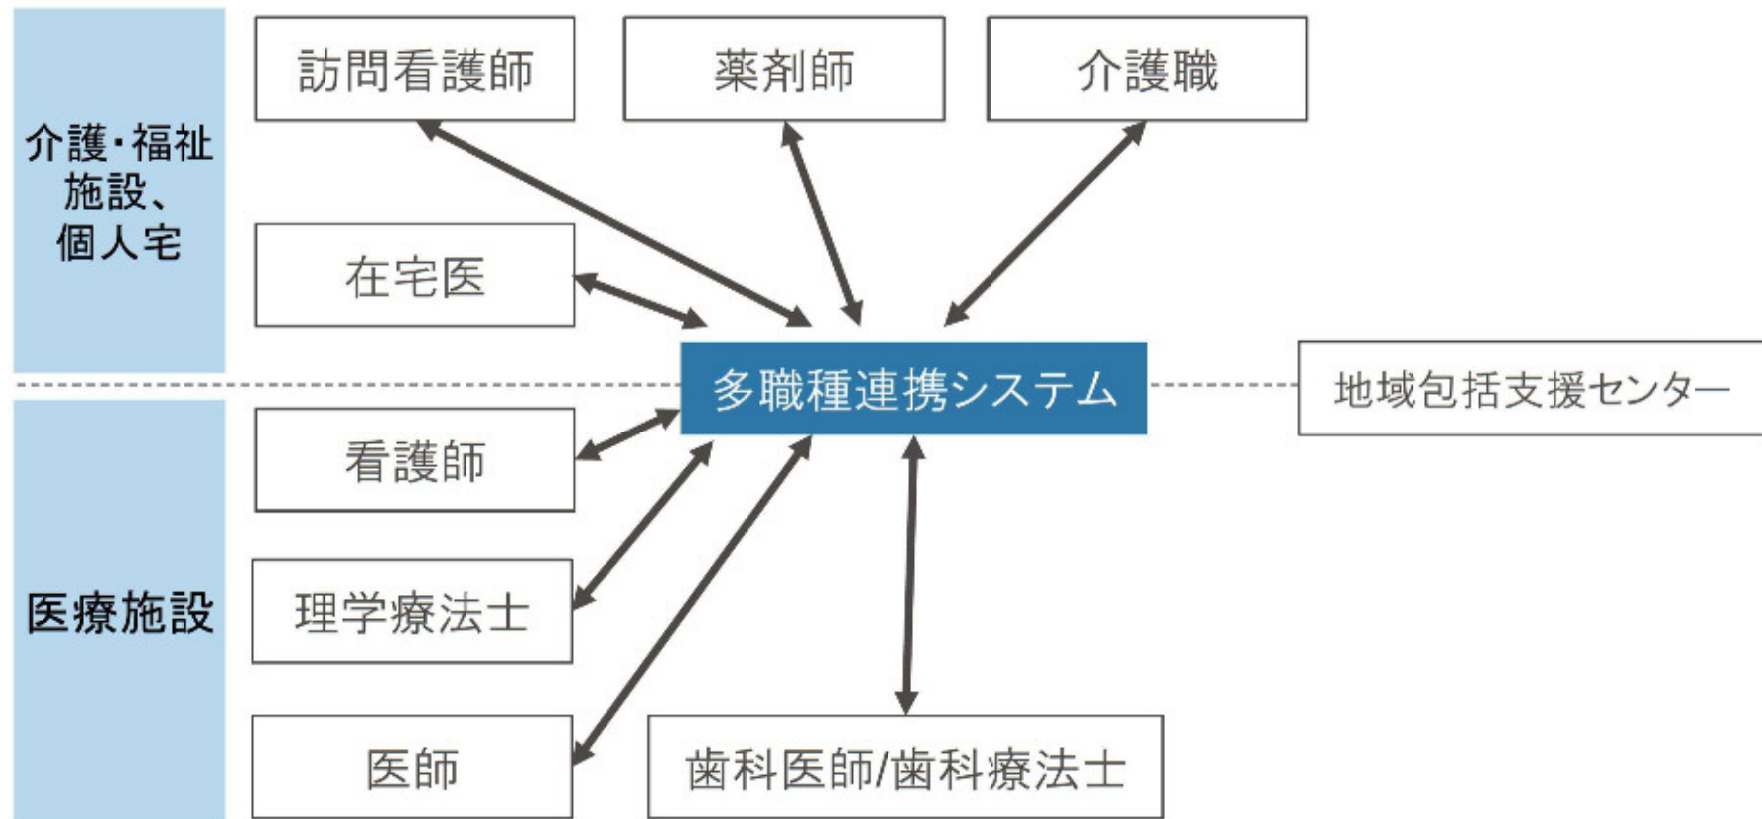 訪問看護師
薬剤師
介護職
介護・福祉
施設、
個人宅
在宅医
多職種連携システム
地域包括支援センター
看護師
理学療法士
医療施設
医師
歯科医師/歯科療法士